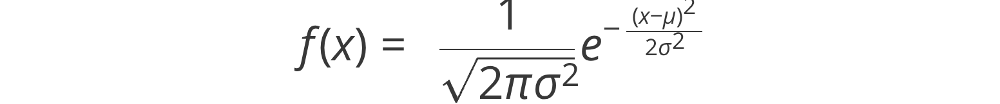 f(x) = 1/√(2πσ²) e^(−(x−μ)²/(2σ²))